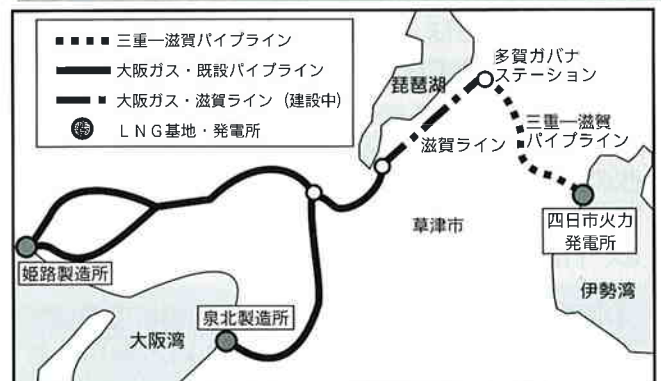 三重―滋賀パイプライン
大阪ガス・既設パイプライン
大阪ガス・滋賀ライン（建設中）
LNG基地・発電所
多賀ガバナ
ステーション
琵琶湖
三重―滋賀
パイプライン
滋賀ライン
草津市
四日市火力
発電所
姫路製造所
伊勢湾
泉北製造所
大阪湾